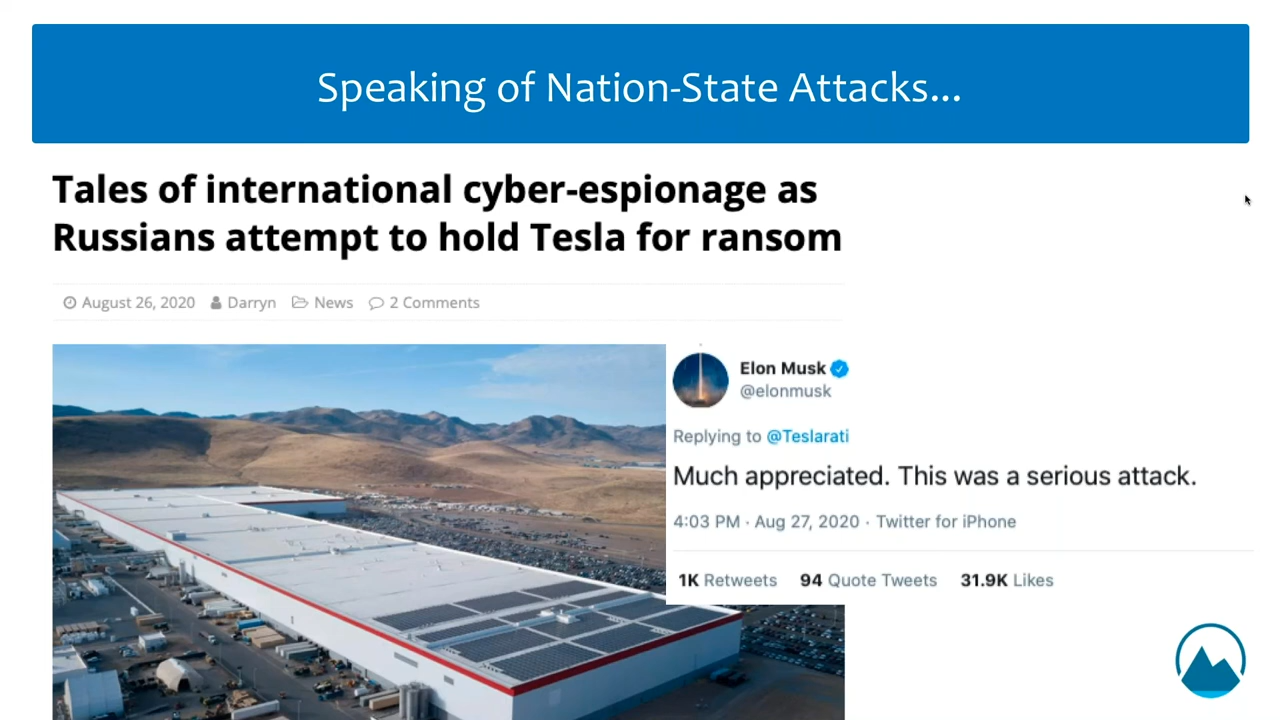 Speaking of Nation-State Attacks...
Tales of international cyber-espionage as
Russians attempt to hold Tesla for ransom
August 26, 2020 Darryn News 2 Comments
Elon Musk
@elonmusk
Replying to @Teslarati
Much appreciated. This was a serious attack.
4:03 PM · Aug 27, 2020 · Twitter for iPhone
1K Retweets 94 Quote Tweets 31.9K Likes